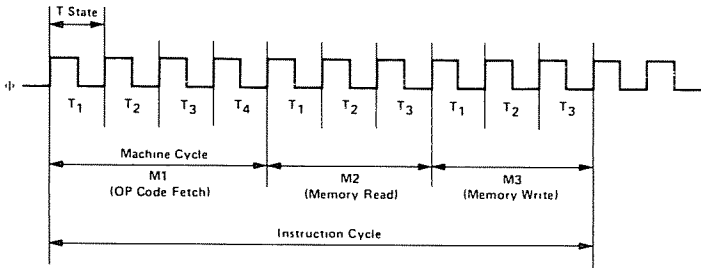 T State
Φ
T1 T2 T3 T4 T1 T2 T3 T1 T2 T3
Machine Cycle
M1
(OP Code Fetch)
M2
(Memory Read)
M3
(Memory Write)
Instruction Cycle